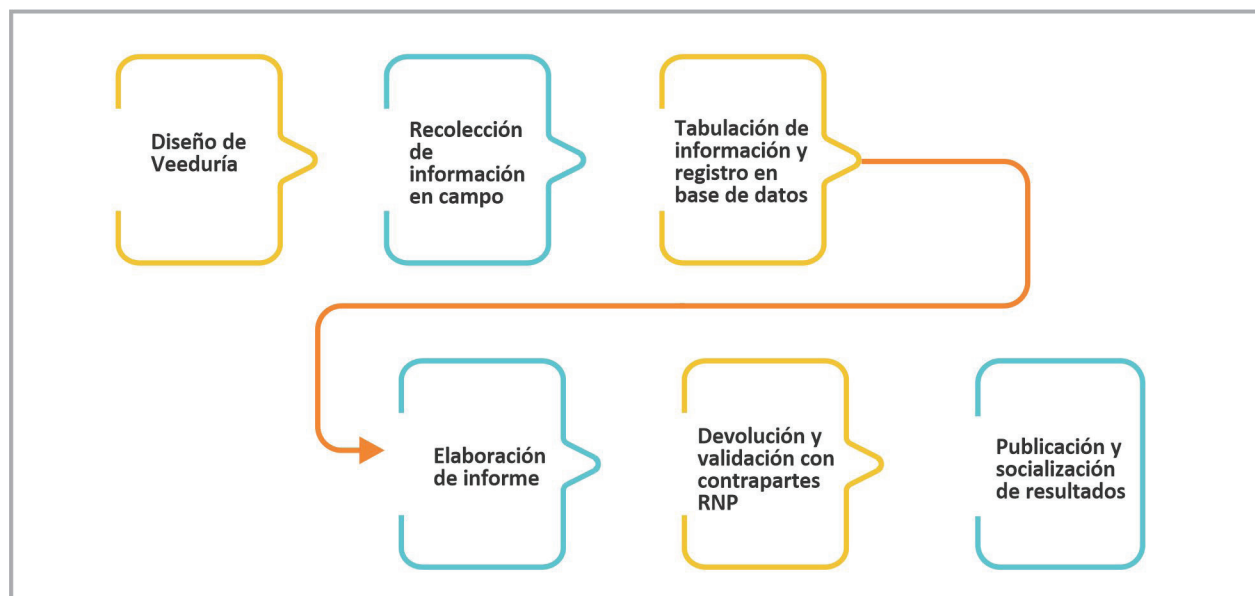 Diseño de
Veeduría
Recolección
de
información
en campo
Tabulación de
información y
registro en
base de datos
Elaboración
de informe
Devolución y
validación con
contrapartes
RNP
Publicación y
socialización
de resultados